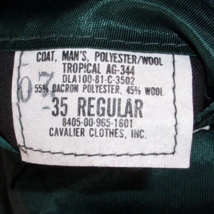 COAT, MAN'S, POLYESTER/WOOL
TROPICAL AG-344
DLA100-81-C-3502
55% DACRON POLYESTER, 45% WOOL
35 REGULAR
8405-00-965-1601
CAVALIER CLOTHES, INC.
07